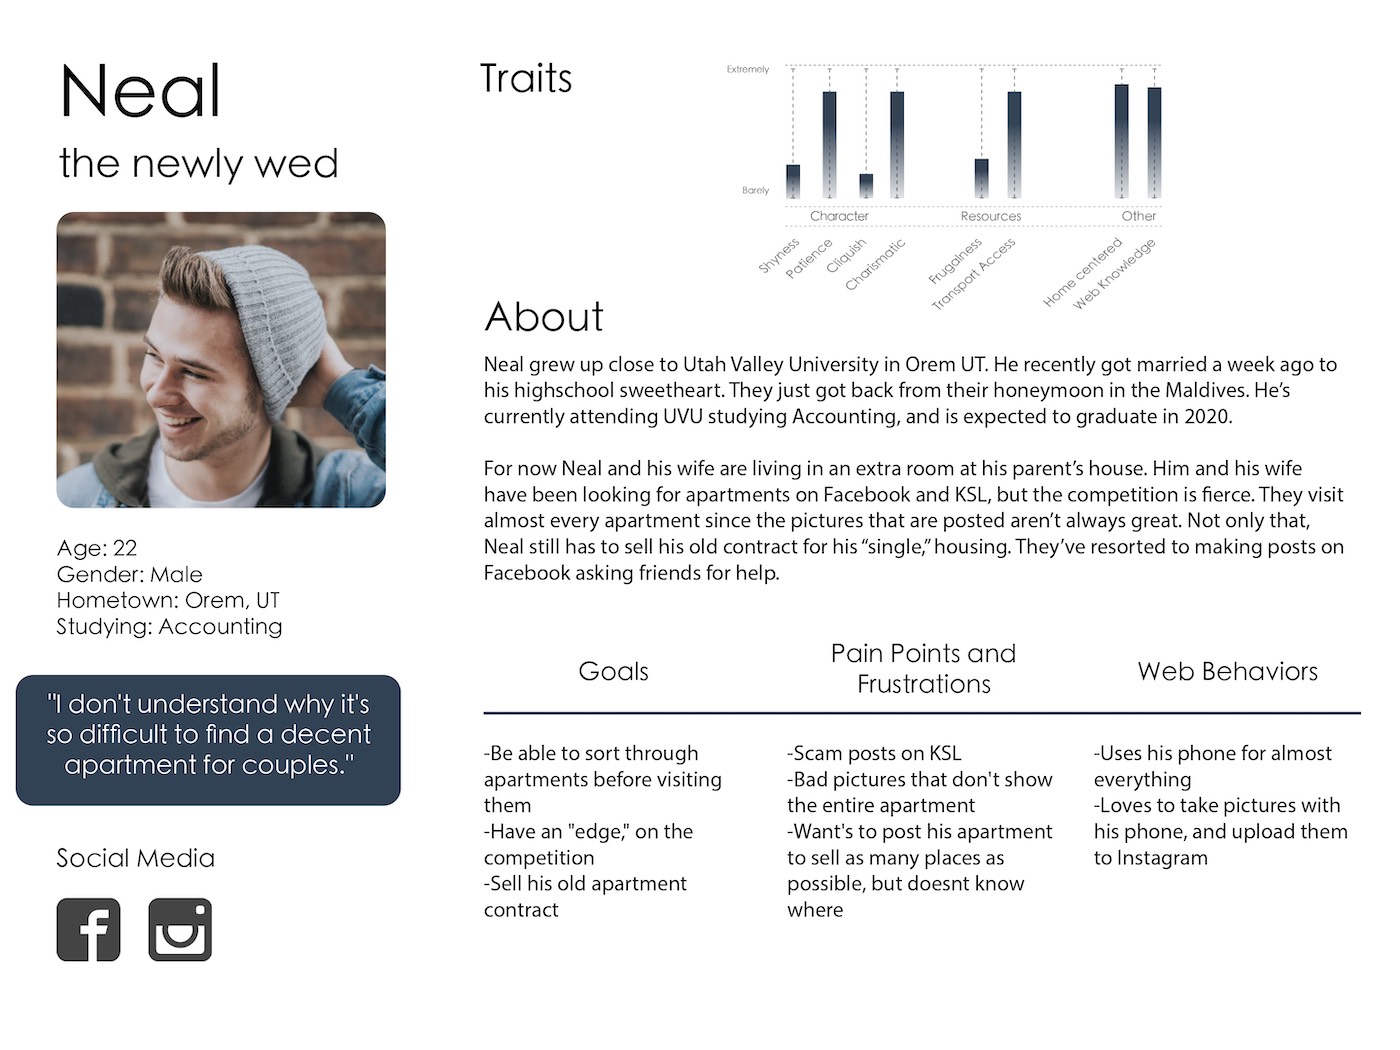 Neal
the newly wed
Age: 22
Gender: Male
Hometown: Orem, UT
Studying: Accounting
"I don't understand why it's
so difficult to find a decent
apartment for couples."
Social Media
Traits
Extremely
Barely
Character
Resources
Other
Shyness
Patience
Cliquish
Charismatic
Frugalness
Transport Access
Home centered
Web Knowledge
About
Neal grew up close to Utah Valley University in Orem UT. He recently got married a week ago to
his highschool sweetheart. They just got back from their honeymoon in the Maldives. He’s
currently attending UVU studying Accounting, and is expected to graduate in 2020.
For now Neal and his wife are living in an extra room at his parent’s house. Him and his wife
have been looking for apartments on Facebook and KSL, but the competition is fierce. They visit
almost every apartment since the pictures that are posted aren’t always great. Not only that,
Neal still has to sell his old contract for his “single,” housing. They’ve resorted to making posts on
Facebook asking friends for help.
Goals
-Be able to sort through
apartments before visiting
them
-Have an "edge," on the
competition
-Sell his old apartment
contract
Pain Points and
Frustrations
-Scam posts on KSL
-Bad pictures that don't show
the entire apartment
-Want's to post his apartment
to sell as many places as
possible, but doesnt know
where
Web Behaviors
-Uses his phone for almost
everything
-Loves to take pictures with
his phone, and upload them
to Instagram